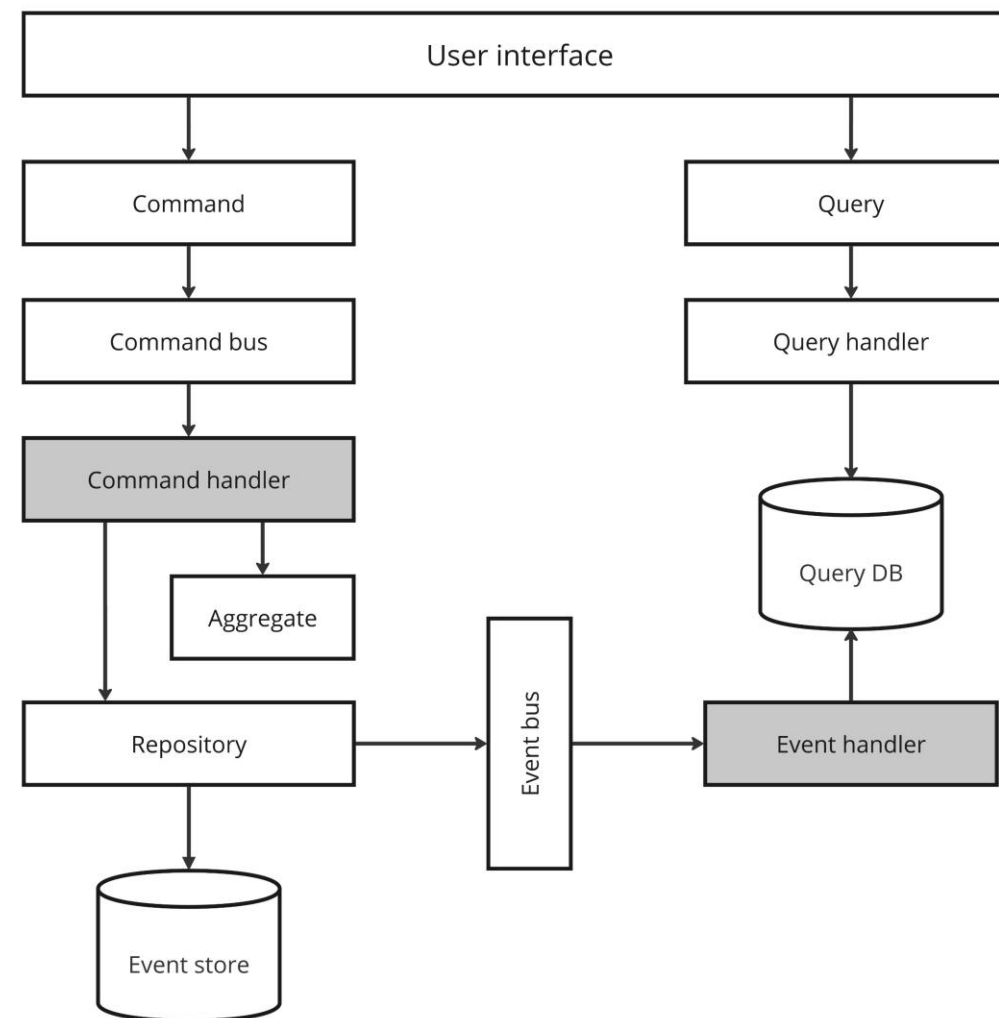 User interface
Command
Query
Command bus
Query handler
Command handler
Query DB
Aggregate
Event bus
Repository
Event handler
Event store